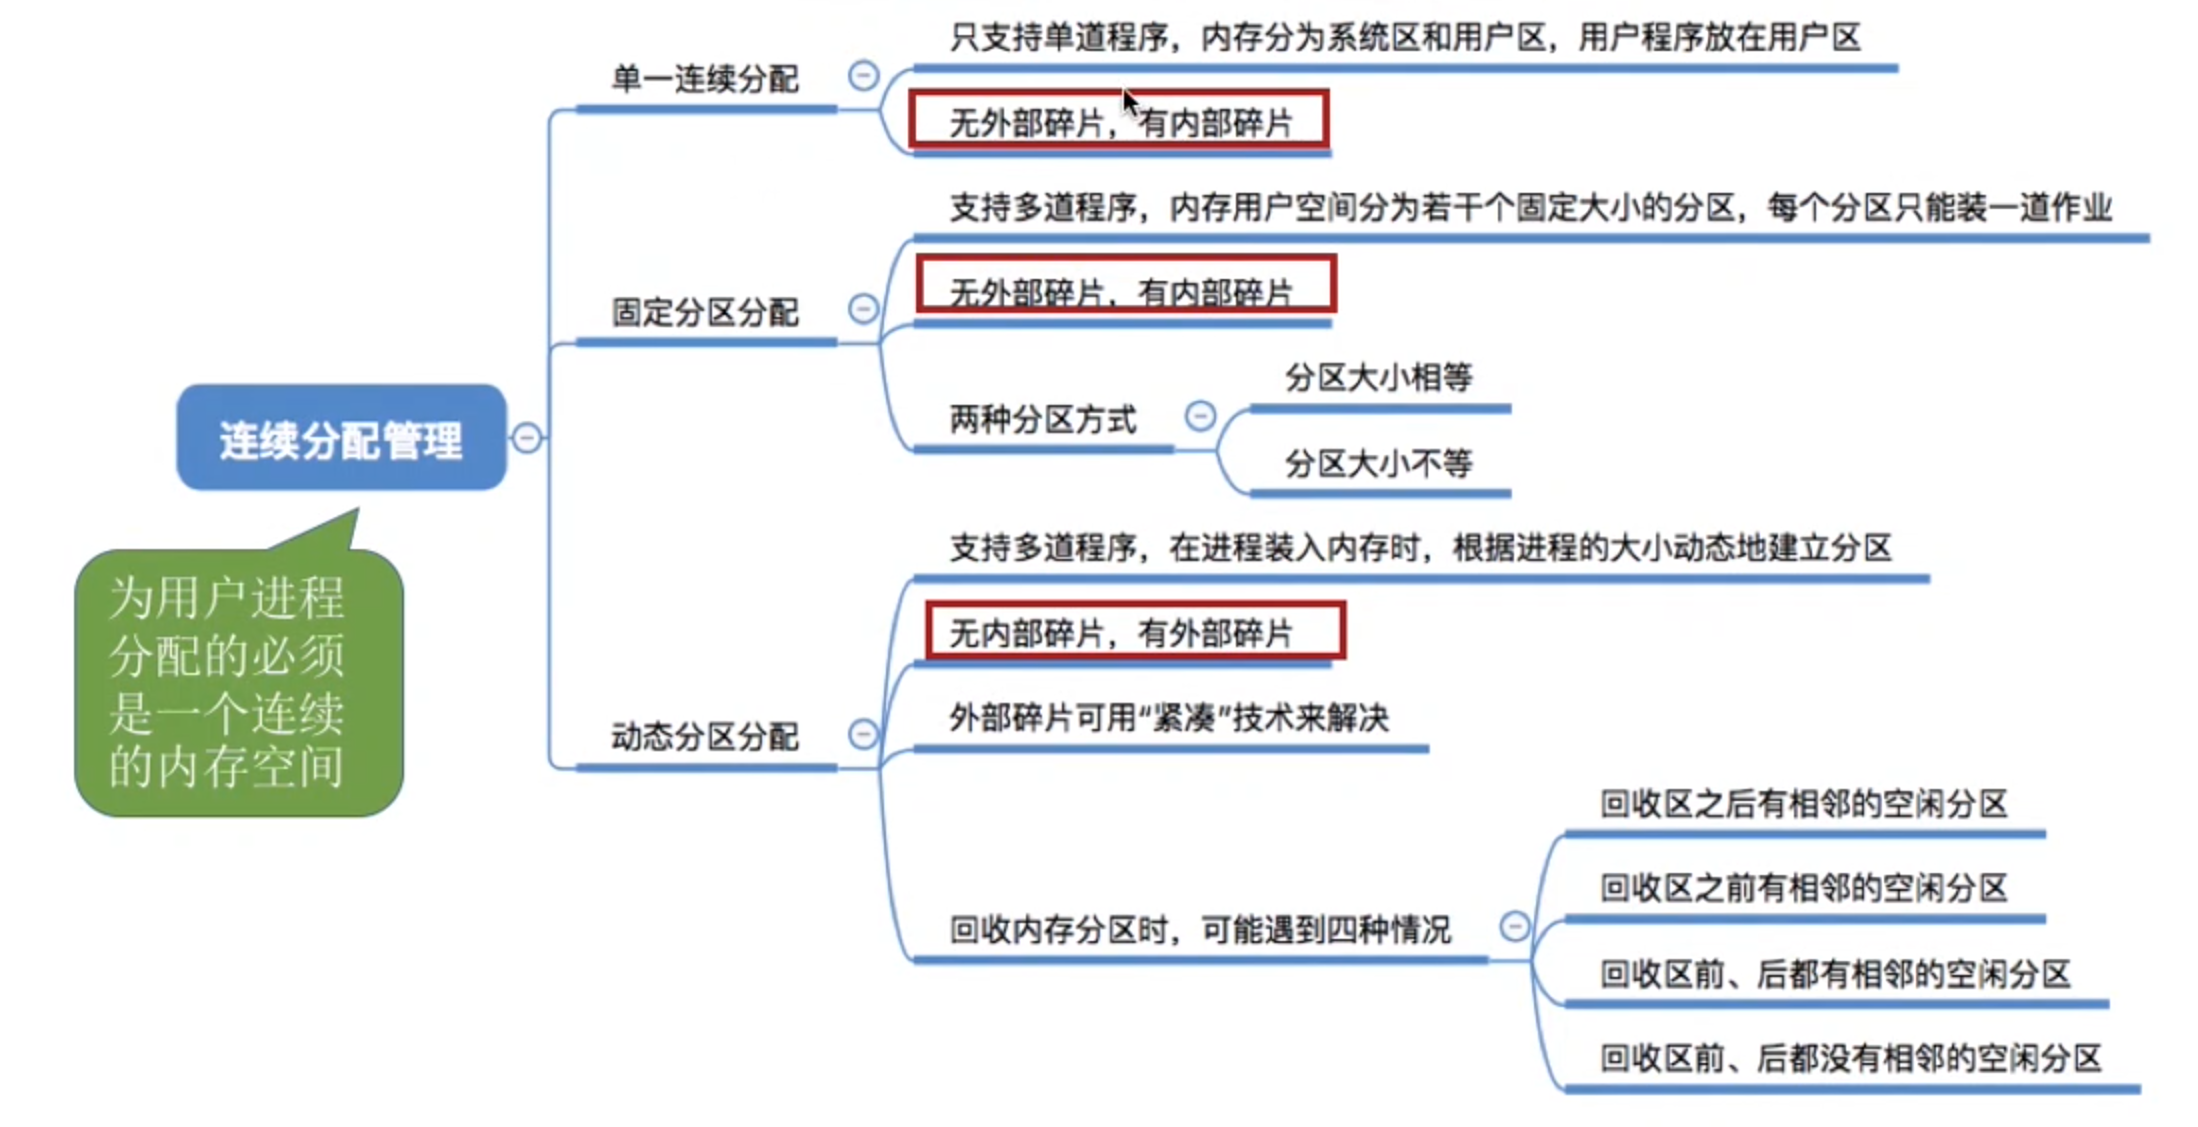 只支持单道程序，内存分为系统区和用户区，用户程序放在用户区
单一连续分配
无外部碎片，有内部碎片
支持多道程序，内存用户空间分为若干个固定大小的分区，每个分区只能装一道作业
无外部碎片，有内部碎片
固定分区分配
分区大小相等
两种分区方式
分区大小不等
连续分配管理
为用户进程
分配的必须
是一个连续
的内存空间
支持多道程序，在进程装入内存时，根据进程的大小动态地建立分区
无内部碎片，有外部碎片
外部碎片可用“紧凑”技术来解决
动态分区分配
回收区之后有相邻的空闲分区
回收区之前有相邻的空闲分区
回收内存分区时，可能遇到四种情况
回收区前、后都有相邻的空闲分区
回收区前、后都没有相邻的空闲分区